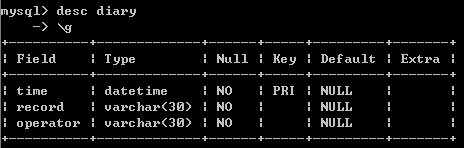 mysql> desc diary
    -> \g
+----------+-------------+------+-----+---------+-------+
| Field    | Type        | Null | Key | Default | Extra |
+----------+-------------+------+-----+---------+-------+
| time     | datetime    | NO   | PRI | NULL    |       |
| record   | varchar(30) | NO   |     | NULL    |       |
| operator | varchar(30) | NO   |     | NULL    |       |
+----------+-------------+------+-----+---------+-------+